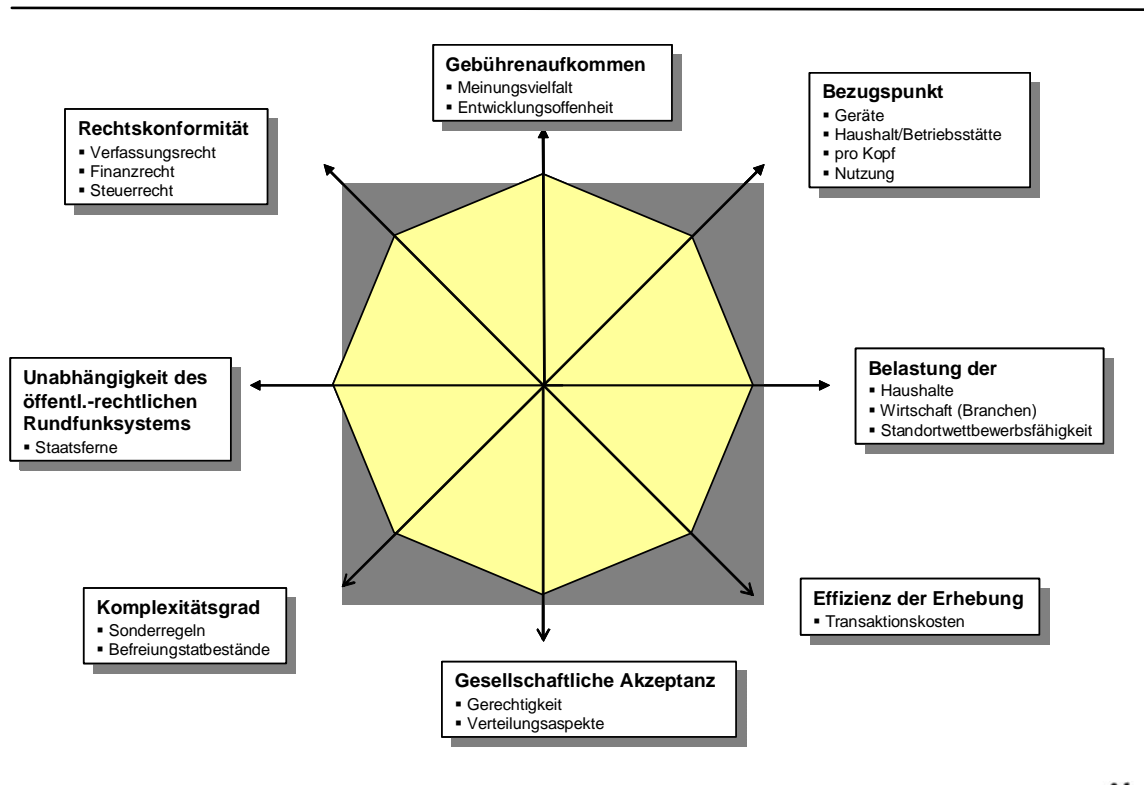 Gebührenaufkommen
▪ Meinungsvielfalt
▪ Entwicklungsoffenheit
Bezugspunkt
▪ Geräte
▪ Haushalt/Betriebsstätte
▪ pro Kopf
▪ Nutzung
Rechtskonformität
▪ Verfassungsrecht
▪ Finanzrecht
▪ Steuerrecht
Unabhängigkeit des
öffentl.-rechtlichen
Rundfunksystems
▪ Staatsferne
Belastung der
▪ Haushalte
▪ Wirtschaft (Branchen)
▪ Standortwettbewerbsfähigkeit
Komplexitätsgrad
▪ Sonderregeln
▪ Befreiungstatbestände
Effizienz der Erhebung
▪ Transaktionskosten
Gesellschaftliche Akzeptanz
▪ Gerechtigkeit
▪ Verteilungsaspekte